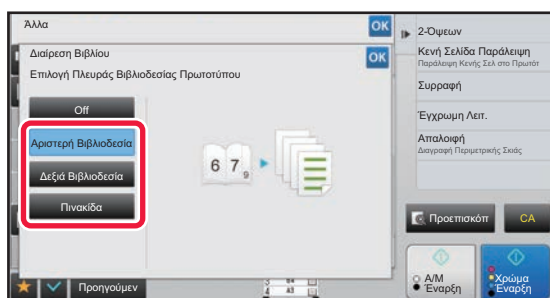 Άλλα
OK
Διαίρεση Βιβλίου
OK
Επιλογή Πλευράς Βιβλιοδεσίας Πρωτοτύπου
Off
Αριστερή Βιβλιοδεσία
Δεξιά Βιβλιοδεσία
Πινακίδα
6 7 9
Προηγούμεν
2-Όψεων
Κενή Σελίδα Παράλειψη
Παράλειψη Κενής Σελ στο Πρωτότ
Συρραφή
Έγχρωμη Λειτ.
Απαλοιφή
Διαγραφή Περιμετρικής Σκιάς
Προεπισκόπ
CA
Α/Μ
Έναρξη
Χρώμα
Έναρξη